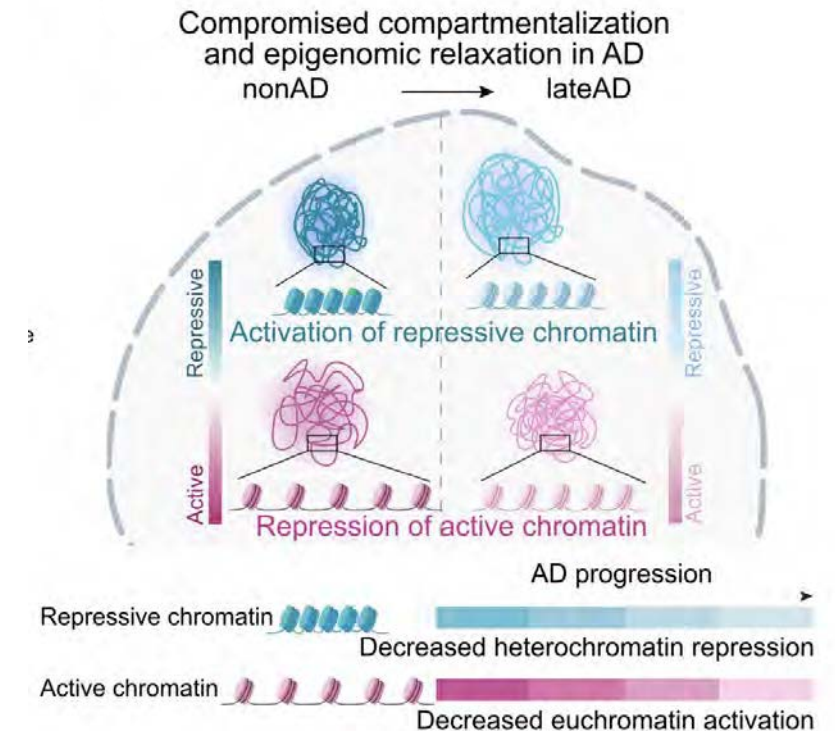 Compromised compartmentalization
and epigenomic relaxation in AD
nonAD
lateAD
e
Repressive
Repressive
Activation of repressive chromatin
Active
Active
Repression of active chromatin
AD progression
Repressive chromatin
Decreased heterochromatin repression
Active chromatin
Decreased euchromatin activation